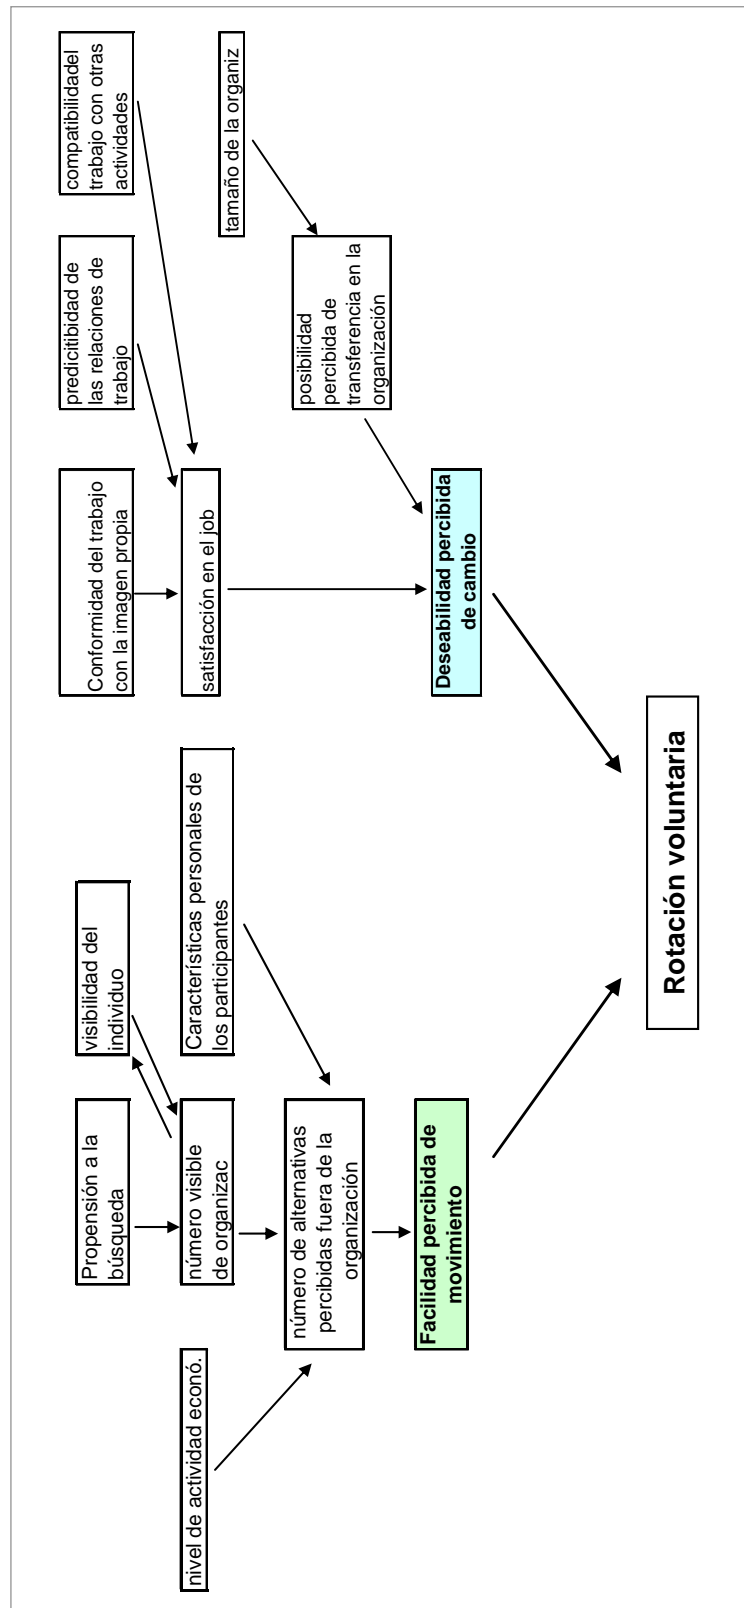 Propensión a la
búsqueda
visibilidad del
individuo
Conformidad del trabajo
con la imagen propia
predicitibidad de
las relaciones de
trabajo
compatibilidadel
trabajo con otras
actividades
nivel de actividad econó.
número visible
de organizac
Características personales de
los participantes
satisfacción en el job
tamaño de la organiz
número de alternativas
percibidas fuera de la
organización
posibilidad
percibida de
transferencia en la
organización
Facilidad percibida de
movimiento
Deseabilidad percibida
de cambio
Rotación voluntaria